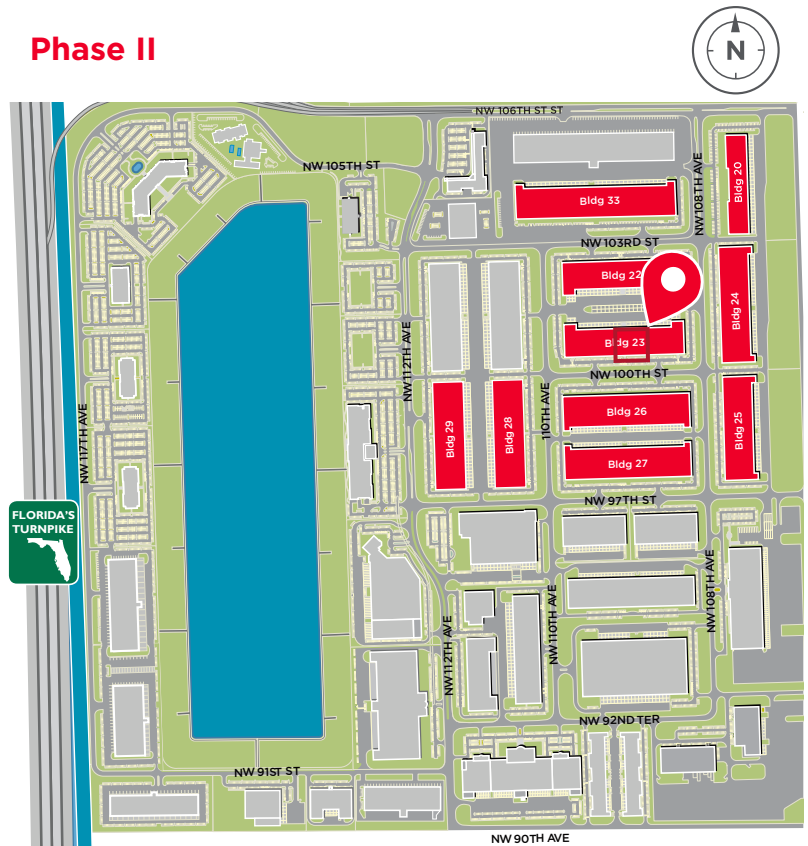 Phase II
N
NW 106TH ST ST
NW 105TH ST
NW 108TH AVE
Bldg 20
Bldg 33
NW 103RD ST
Bldg 22
Bldg 24
NW 112TH AVE
Bldg 23
NW 100TH ST
NW 117TH AVE
110TH AVE
Bldg 29
Bldg 28
Bldg 26
Bldg 25
Bldg 27
NW 97TH ST
FLORIDA'S
TURNPIKE
NW 108TH AVE
NW 112TH AVE
NW 110TH AVE
NW 92ND TER
NW 91ST ST
NW 90TH AVE